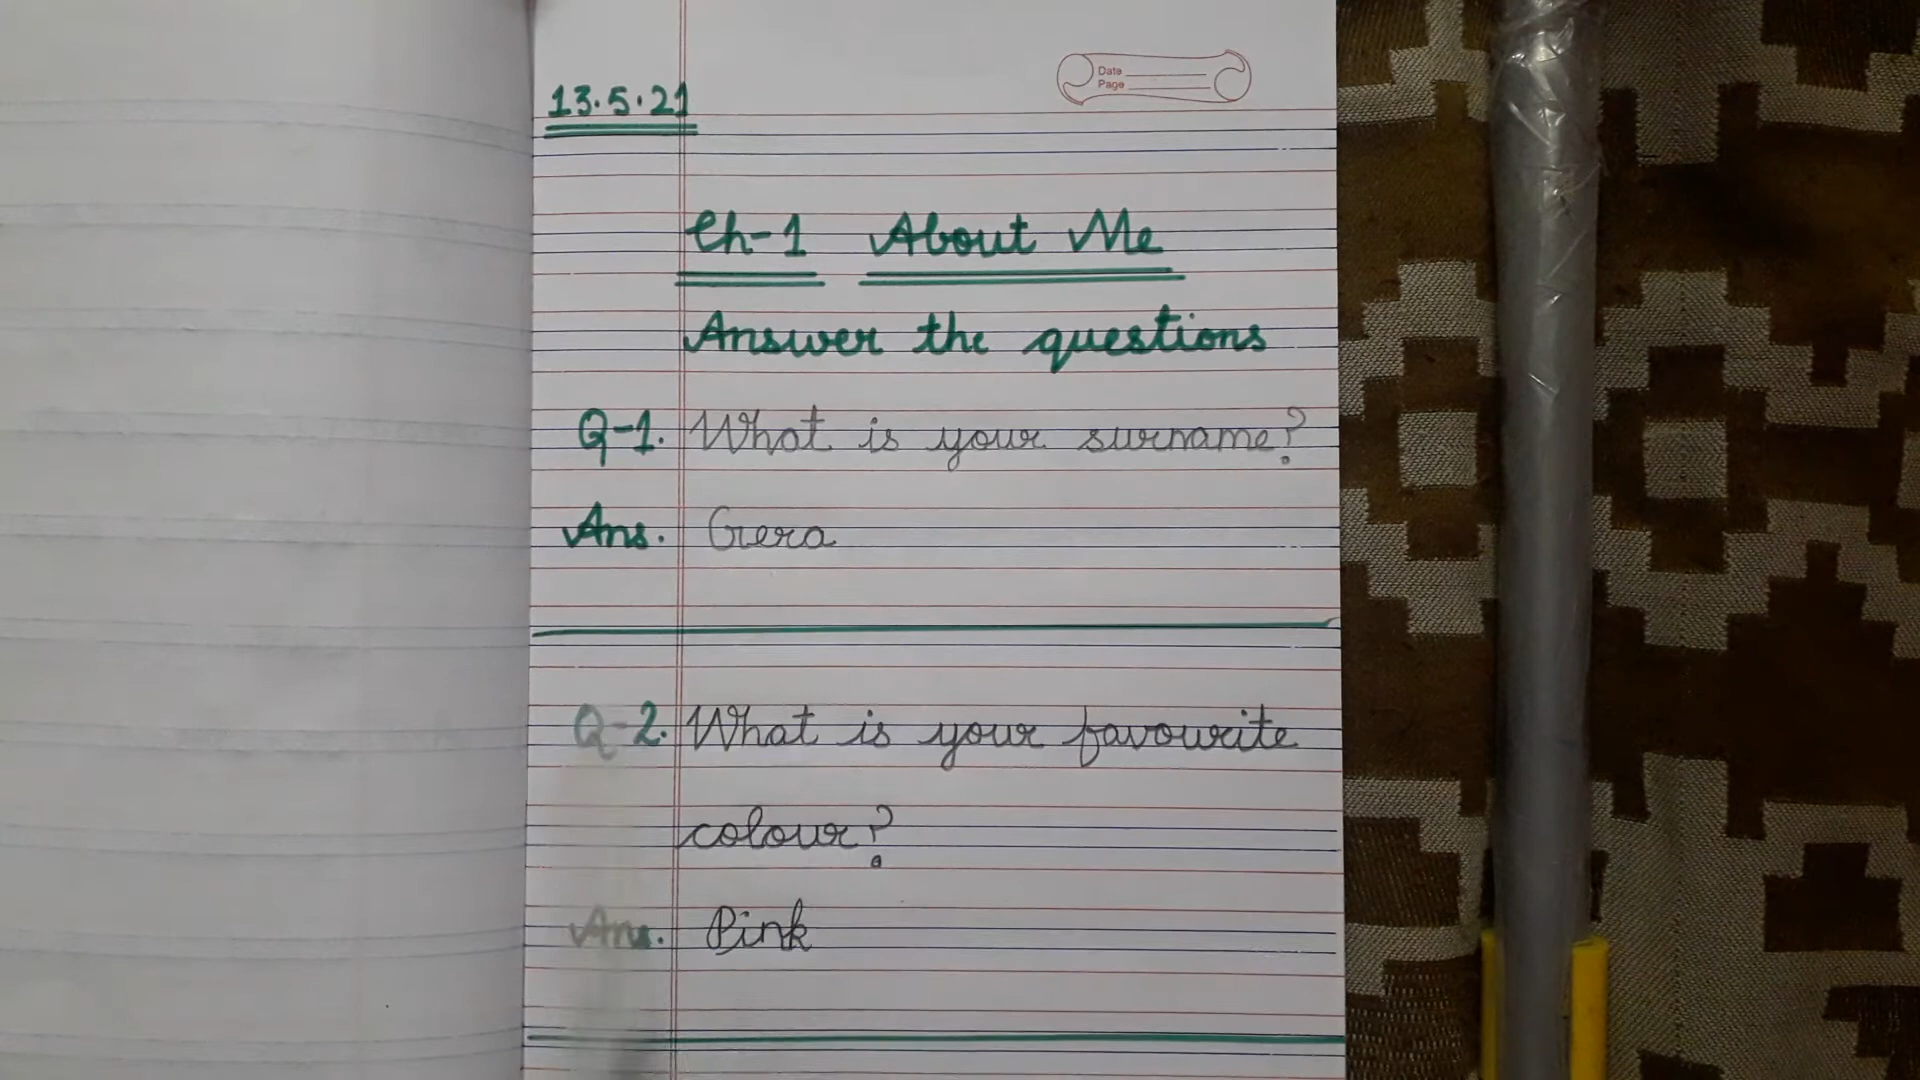 Date
Page
13.5.21
Ch-1 About Me
Answer the questions
Q-1. What is your surname?
Ans. Gera
Q-2. What is your favourite
colour?
Ans. Pink